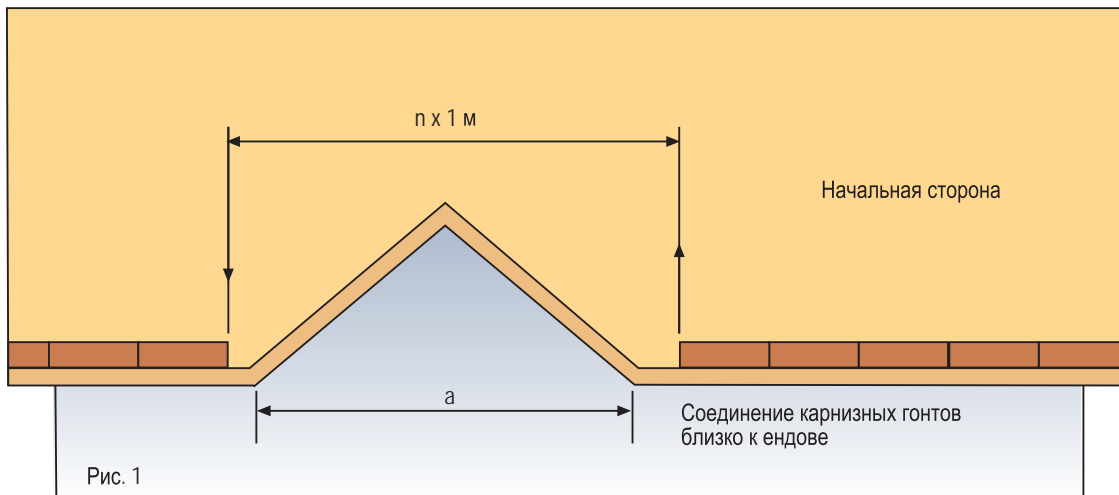 n x 1 м
Начальная сторона
a
Соединение карнизных гонтов
близко к ендове
Рис. 1